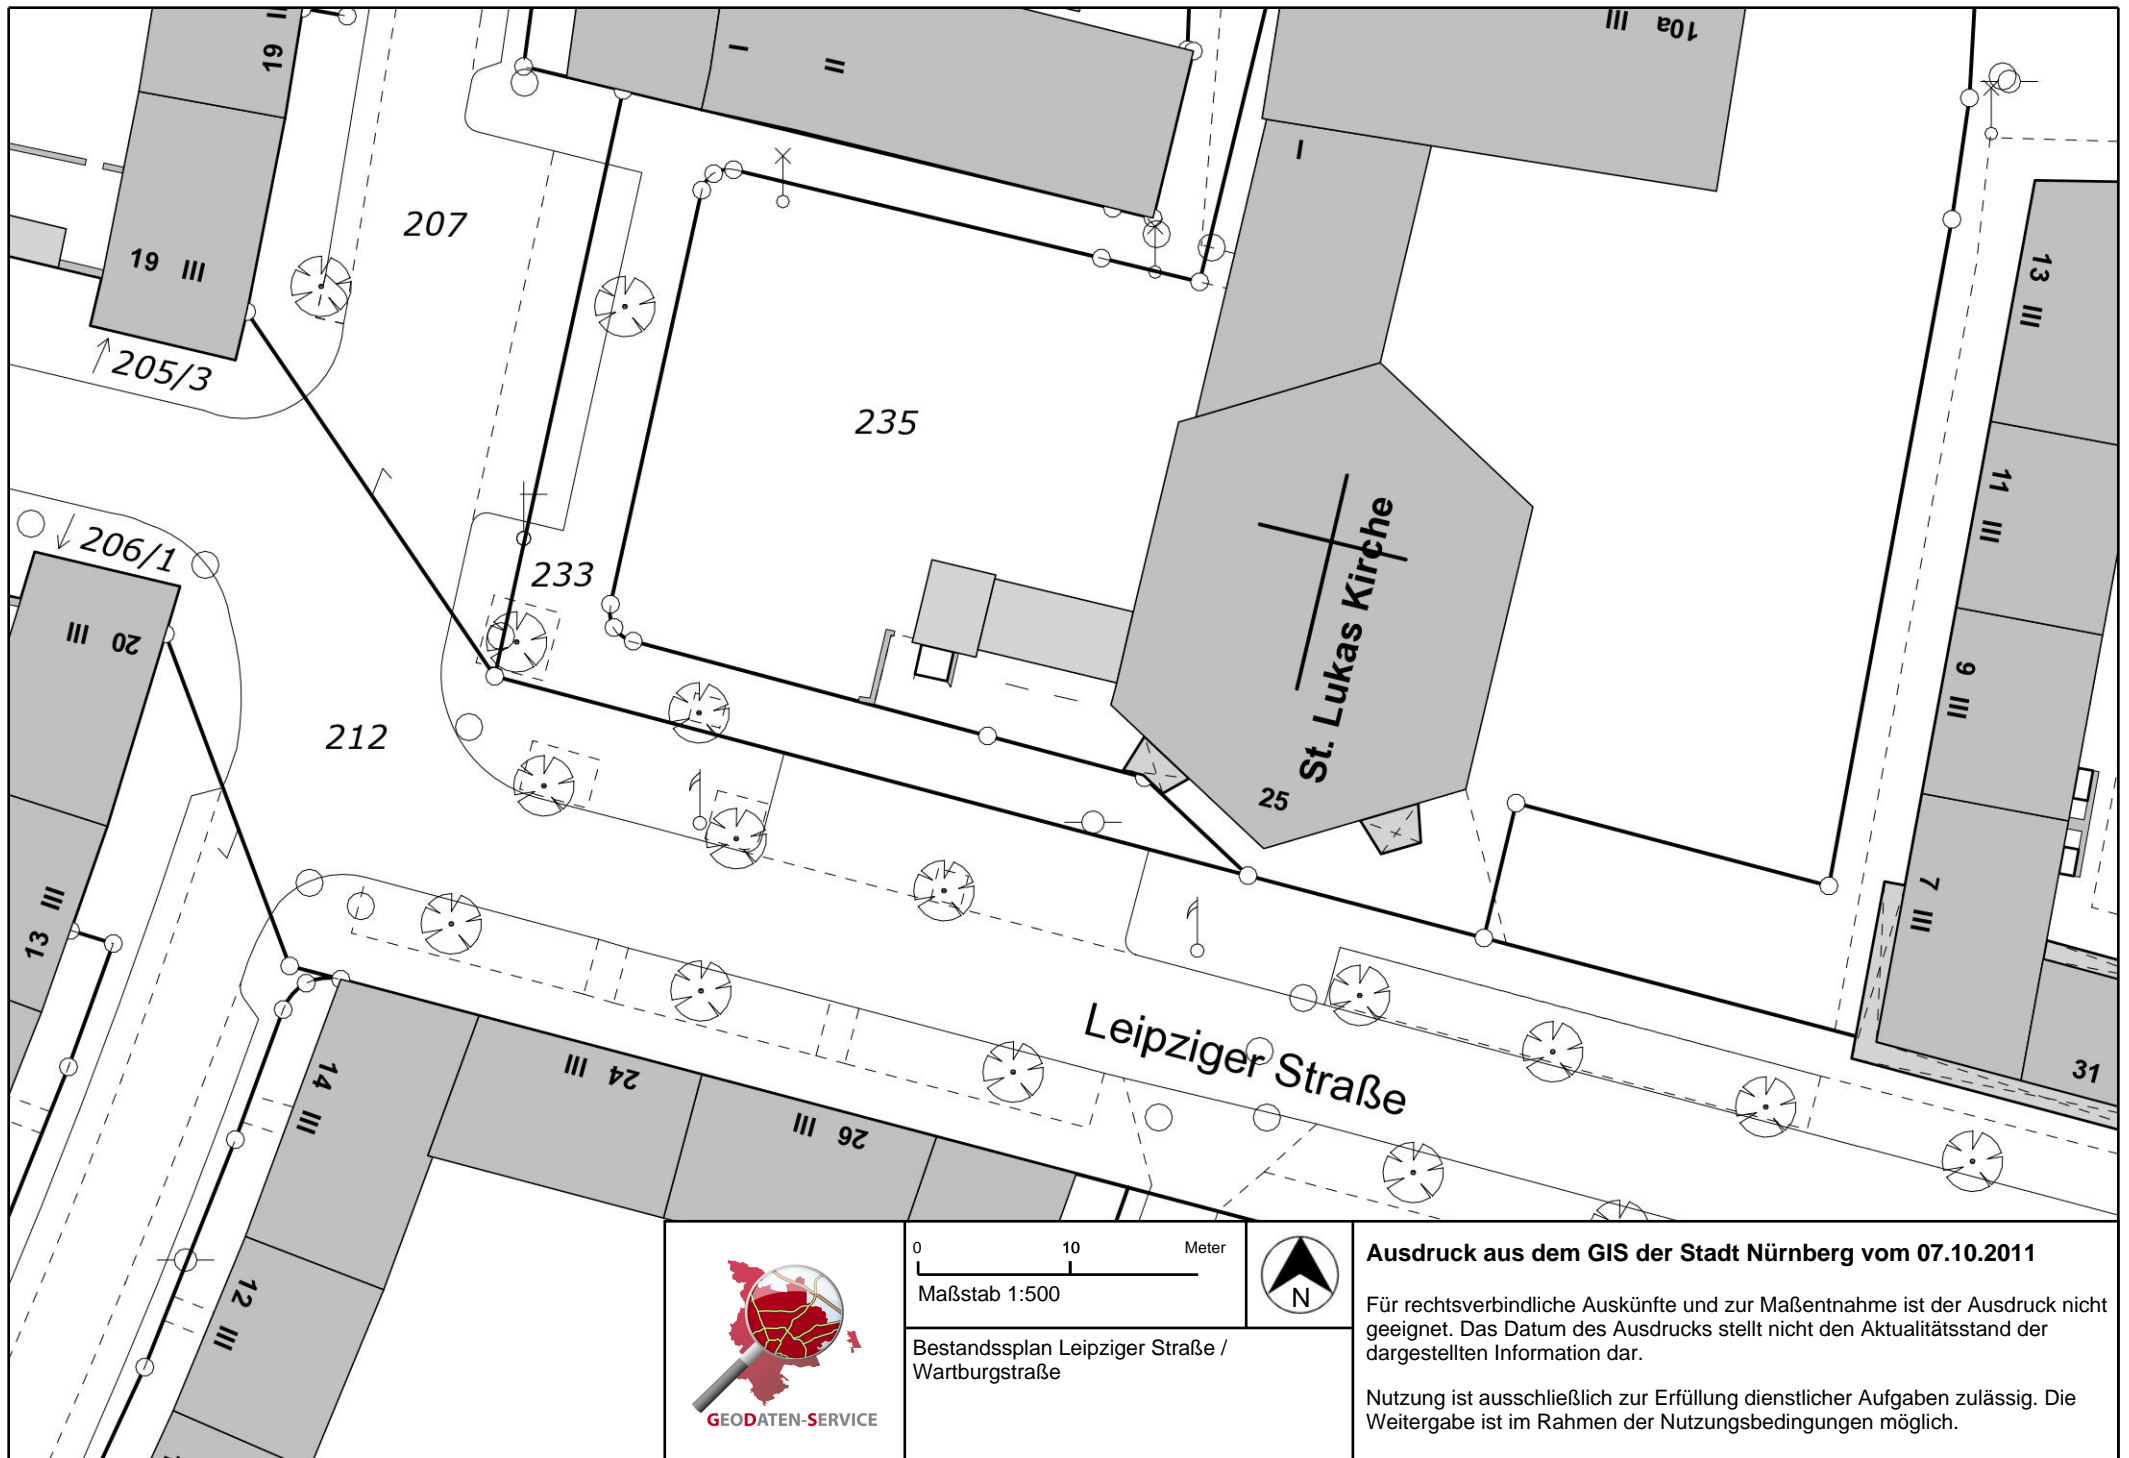 19
III 10a
I
II
I
207
19 III
13 III
205/3
235
11 III
206/1
233
St. Lukas Kirche
20 III
9 III
212
25
7 III
13 III
Leipziger Straße
31
14 III
24 III
26 III
12 III
0 10 Meter
Maßstab 1:500
N
Bestandssplan Leipziger Straße /
Wartburgstraße
GEODATEN-SERVICE
Ausdruck aus dem GIS der Stadt Nürnberg vom 07.10.2011
Für rechtsverbindliche Auskünfte und zur Maßentnahme ist der Ausdruck nicht
geeignet. Das Datum des Ausdrucks stellt nicht den Aktualitätsstand der
dargestellten Information dar.
Nutzung ist ausschließlich zur Erfüllung dienstlicher Aufgaben zulässig. Die
Weitergabe ist im Rahmen der Nutzungsbedingungen möglich.